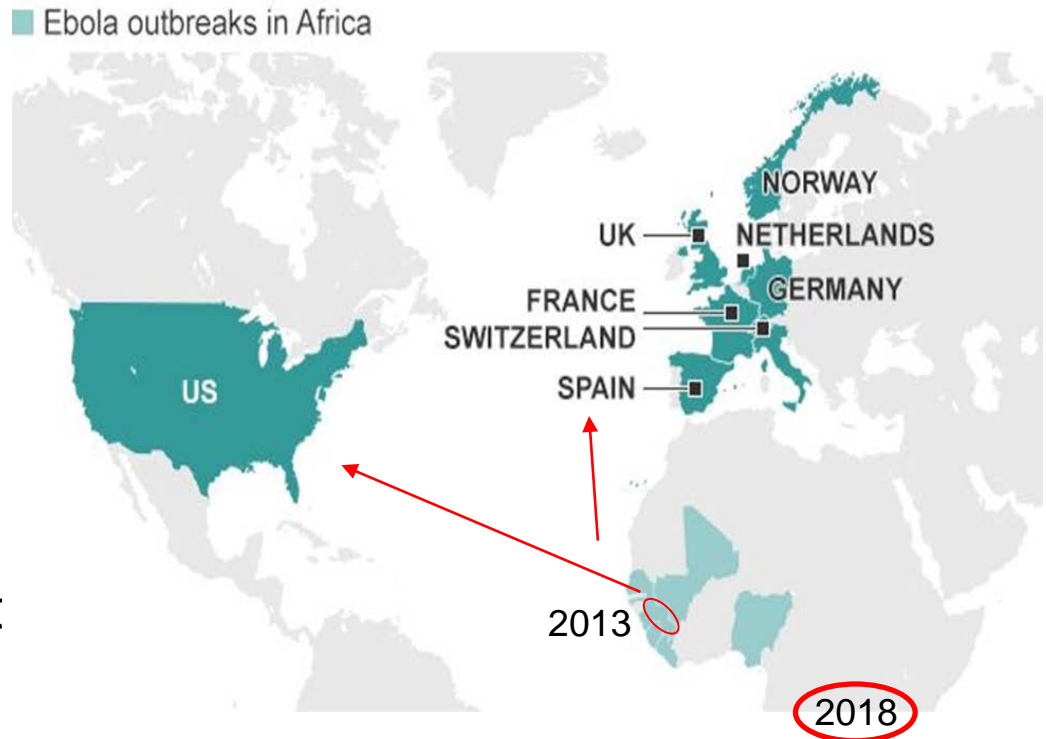 Ebola outbreaks in Africa
NORWAY
UK
NETHERLANDS
GERMANY
FRANCE
SWITZERLAND
US
SPAIN
2013
2018